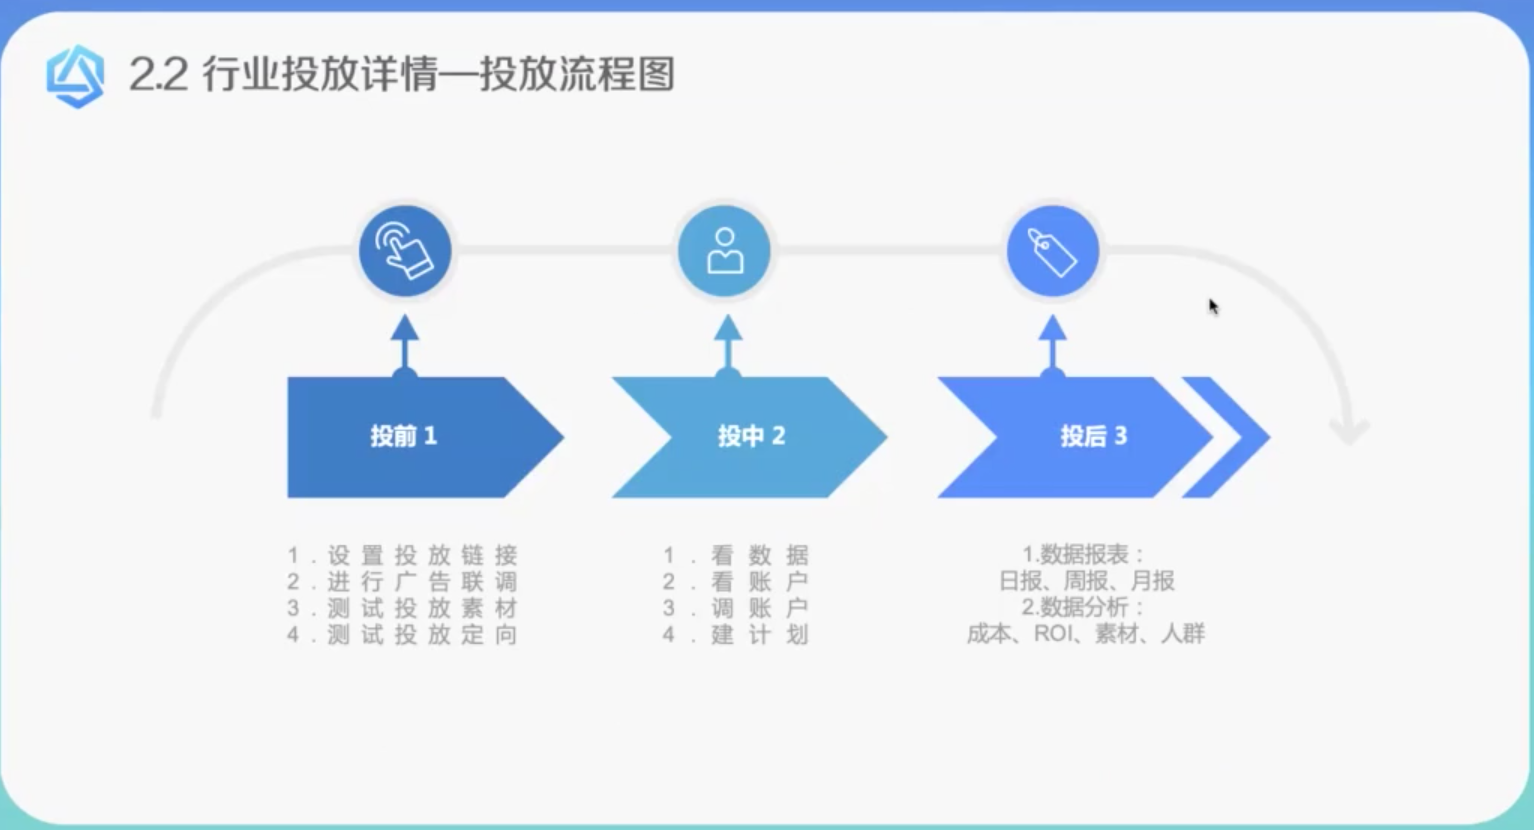 2.2 行业投放详情—投放流程图
投前 1
投中 2
投后 3
1.设置投放链接
2.进行广告联调
3.测试投放素材
4.测试投放定向
1.看数据
2.看账户
3.调账户
4.建计划
1.数据报表：
日报、周报、月报
2.数据分析：
成本、ROI、素材、人群